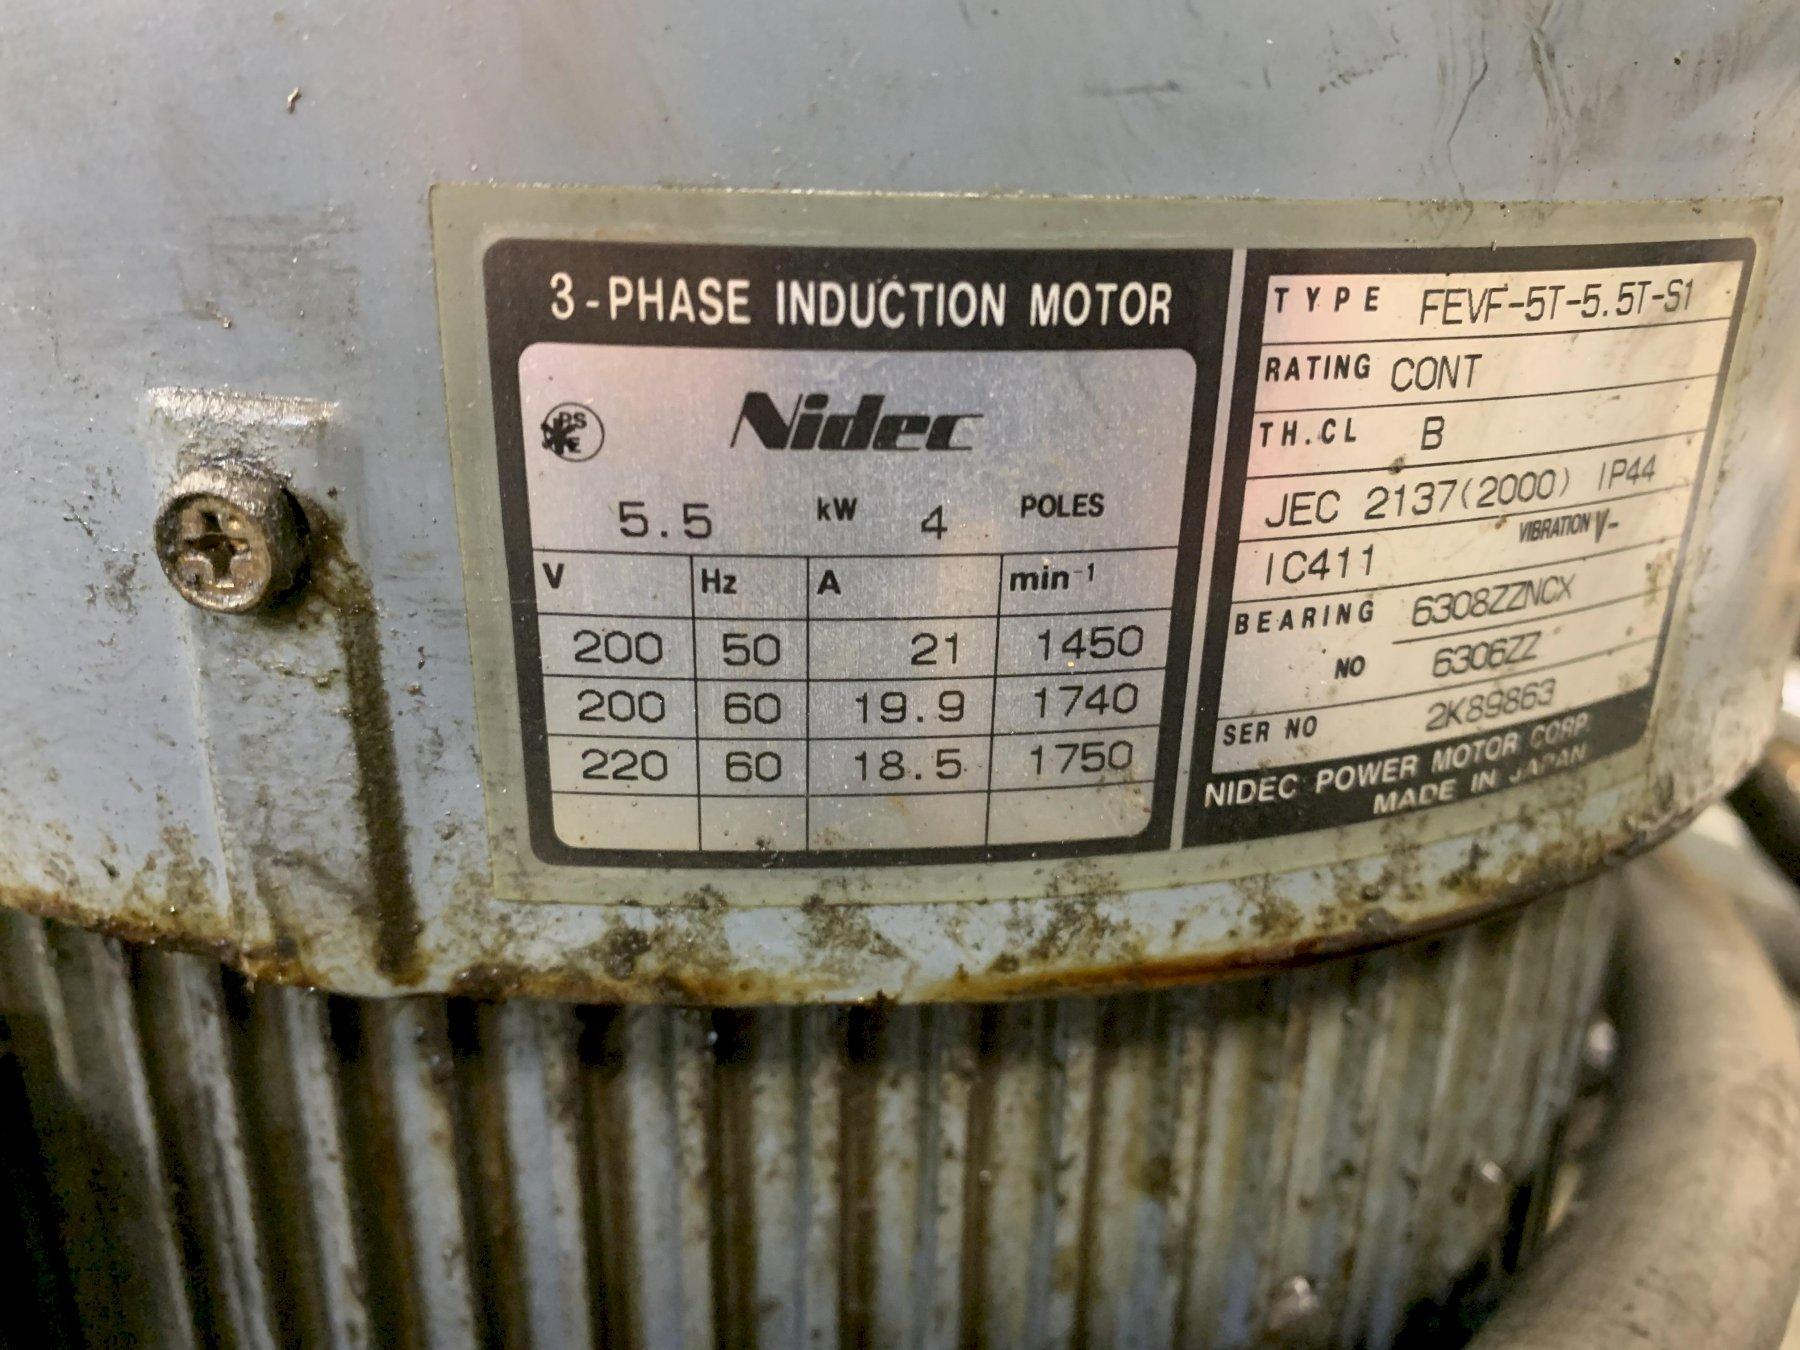 3-PHASE INDUCTION MOTOR
PS
E
Nidec
5.5 kW 4 POLES
V Hz A min⁻¹
200 50 21 1450
200 60 19.9 1740
220 60 18.5 1750
TYPE FEVF-5T-5.5T-S1
RATING CONT
TH.CL B
JEC 2137(2000) IP44
IC411 VIBRATION V-
BEARING 6308ZZNCX
NO 6306ZZ
SER NO 2K89863
NIDEC POWER MOTOR CORP.
MADE IN JAPAN